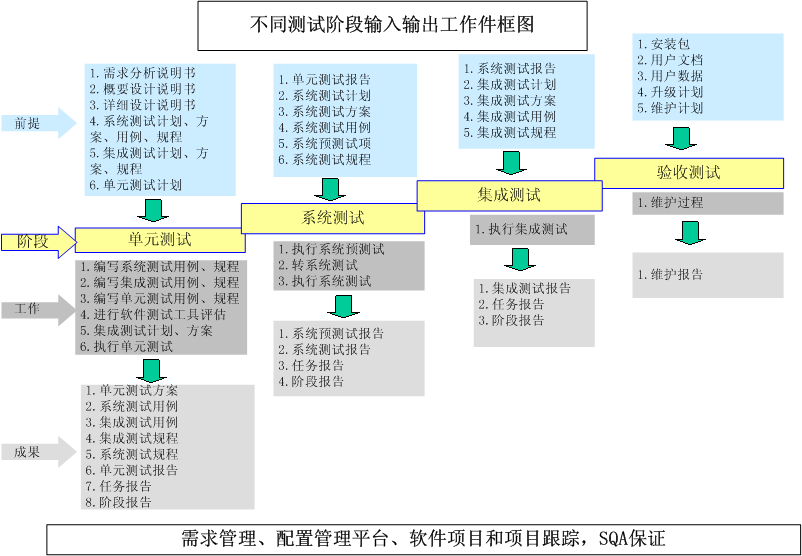 不同测试阶段输入输出工作件框图
前提
1.需求分析说明书
2.概要设计说明书
3.详细设计说明书
4.系统测试计划、方
案、用例、规程
5.集成测试计划、方
案、规程
6.单元测试计划
1.单元测试报告
2.系统测试计划
3.系统测试方案
4.系统测试用例
5.系统预测试项
6.系统测试规程
1.系统测试报告
2.集成测试计划
3.集成测试方案
4.集成测试用例
5.集成测试规程
1.安装包
2.用户文档
3.用户数据
4.升级计划
5.维护计划
阶段
单元测试
系统测试
集成测试
验收测试
工作
1.编写系统测试用例、规程
2.编写集成测试用例、规程
3.编写单元测试用例、规程
4.进行软件测试工具评估
5.集成测试计划、方案
6.执行单元测试
1.执行系统预测试
2.转系统测试
3.执行系统测试
1.执行集成测试
1.维护过程
成果
1.单元测试方案
2.系统测试用例
3.集成测试用例
4.集成测试规程
5.系统测试规程
6.单元测试报告
7.任务报告
8.阶段报告
1.系统预测试报告
2.系统测试报告
3.任务报告
4.阶段报告
1.集成测试报告
2.任务报告
3.阶段报告
1.维护报告
需求管理、配置管理平台、软件项目和项目跟踪，SQA保证